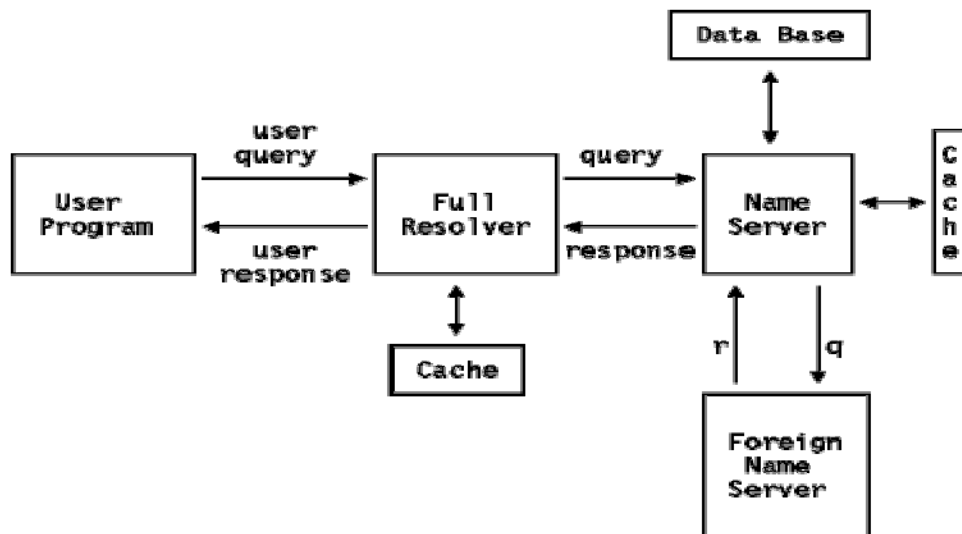 Data Base
user
query
query
User
Program
Full
Resolver
Name
Server
C
a
c
h
e
user
response
response
r
q
Cache
Foreign
Name
Server